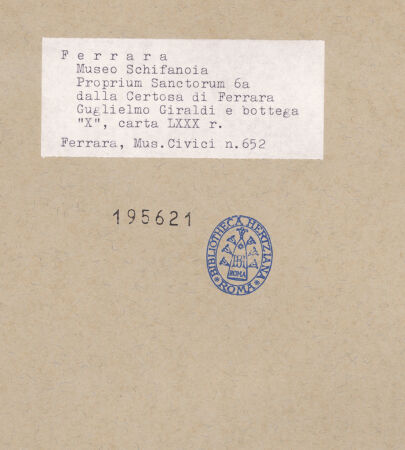 F e r r a r a
Museo Schifanoia
Proprium Sanctorum 6a
dalla Certosa di Ferrara
Guglielmo Giraldi e bottega
"X", carta LXXX r.
Ferrara, Mus.Civici n.652
195621
BIBLIOTHECA HERTZIANA
ROMA
ROMA